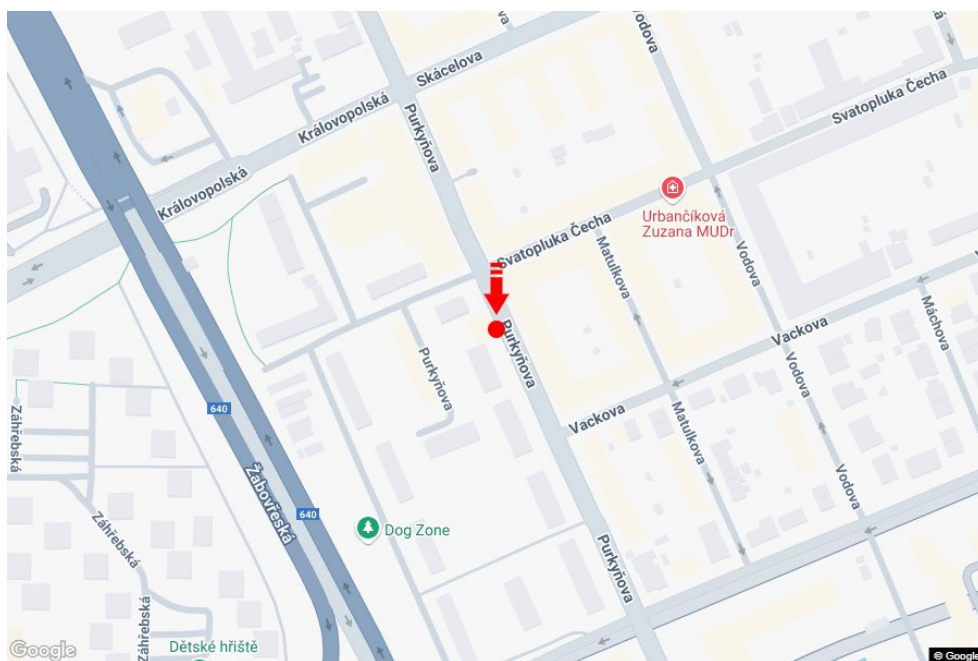 Skácelova
Vodova
Královopolská
Purkyňova
Svatopluka Čecha
Královopolská
Urbančíková
Zuzana MUDr
Svatopluka Čecha
Matulkova
Vodova
Máchova
Vackova
Purkyňova
Purkyňova
Vodova
Záhřebská
640
Vackova
Matulkova
Žabovřeská
Vodova
640
Záhřebská
Dog Zone
Purkyňova
Záhřebská
Dětské hřiště
Google
© Google